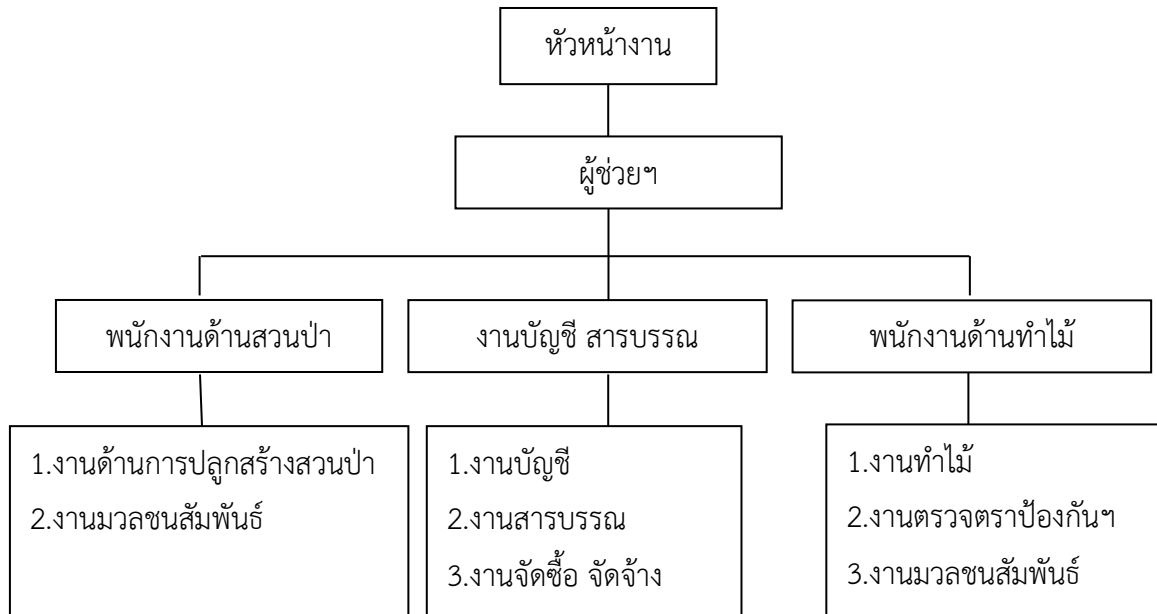 หัวหน้างาน
ผู้ช่วยฯ
พนักงานด้านสวนป่า
งานบัญชี สารบรรณ
พนักงานด้านทำไม้
1.งานด้านการปลูกสร้างสวนป่า
2.งานมวลชนสัมพันธ์
1.งานบัญชี
2.งานสารบรรณ
3.งานจัดซื้อ จัดจ้าง
1.งานทำไม้
2.งานตรวจตราป้องกันฯ
3.งานมวลชนสัมพันธ์